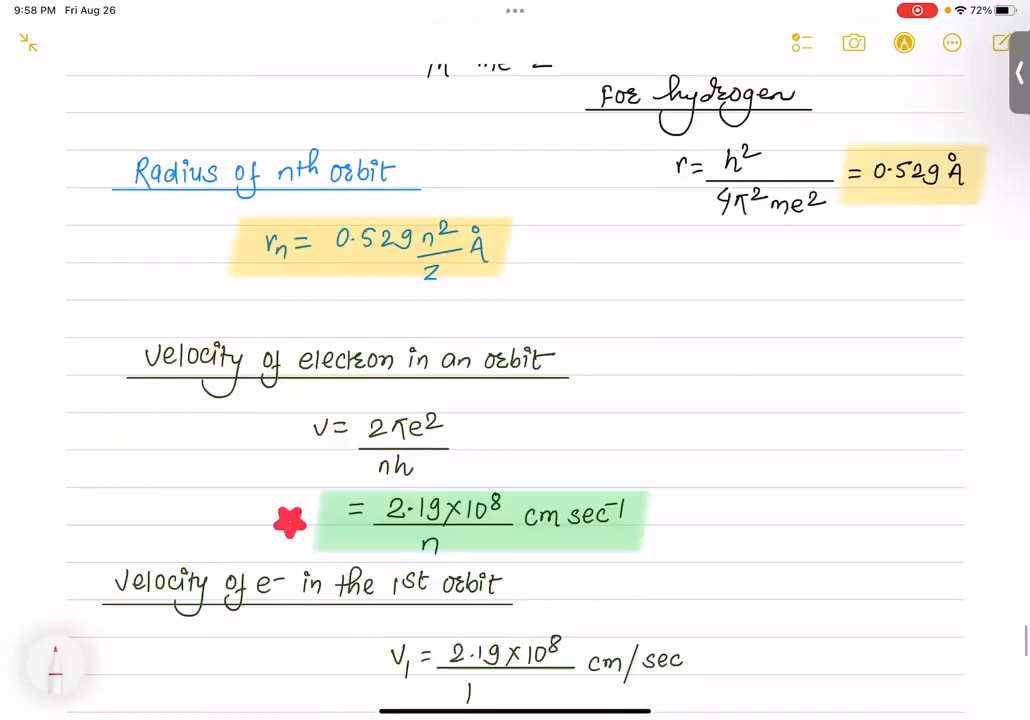 9:58 PM Fri Aug 26
72%
For hydrogen
Radius of nth orbit
r = h² / 4π²me² = 0.529 Å
rn = 0.529 n² / Z Å
Velocity of electron in an orbit
V = 2πe² / nh
= 2.19 × 10⁸ / n cm sec⁻¹
Velocity of e- in the 1st orbit
V₁ = 2.19 × 10⁸ / 1 cm/sec